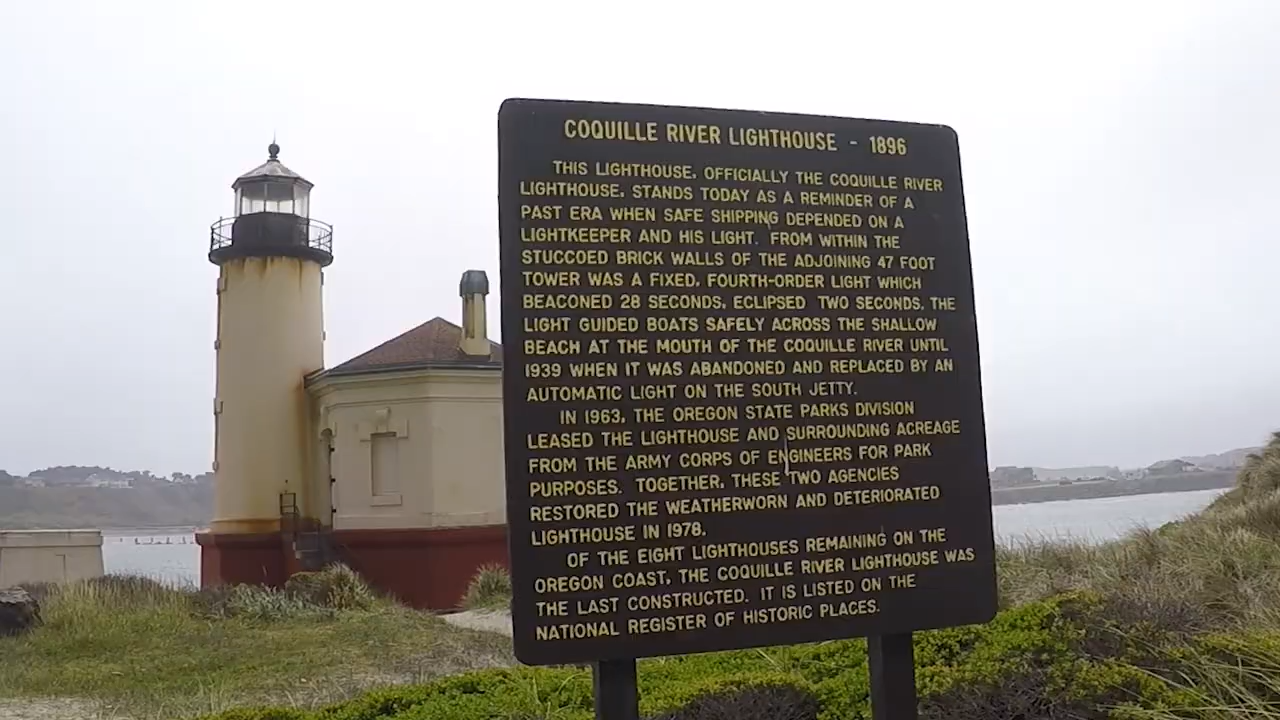 COQUILLE RIVER LIGHTHOUSE - 1896
THIS LIGHTHOUSE, OFFICIALLY THE COQUILLE RIVER
LIGHTHOUSE, STANDS TODAY AS A REMINDER OF A
PAST ERA WHEN SAFE SHIPPING DEPENDED ON A
LIGHTKEEPER AND HIS LIGHT. FROM WITHIN THE
STUCCOED BRICK WALLS OF THE ADJOINING 47 FOOT
TOWER WAS A FIXED, FOURTH-ORDER LIGHT WHICH
BEACONED 28 SECONDS, ECLIPSED TWO SECONDS. THE
LIGHT GUIDED BOATS SAFELY ACROSS THE SHALLOW
BEACH AT THE MOUTH OF THE COQUILLE RIVER UNTIL
1939 WHEN IT WAS ABANDONED AND REPLACED BY AN
AUTOMATIC LIGHT ON THE SOUTH JETTY.
IN 1963, THE OREGON STATE PARKS DIVISION
LEASED THE LIGHTHOUSE AND SURROUNDING ACREAGE
FROM THE ARMY CORPS OF ENGINEERS FOR PARK
PURPOSES. TOGETHER, THESE TWO AGENCIES
RESTORED THE WEATHERWORN AND DETERIORATED
LIGHTHOUSE IN 1978.
OF THE EIGHT LIGHTHOUSES REMAINING ON THE
OREGON COAST, THE COQUILLE RIVER LIGHTHOUSE WAS
THE LAST CONSTRUCTED. IT IS LISTED ON THE
NATIONAL REGISTER OF HISTORIC PLACES.